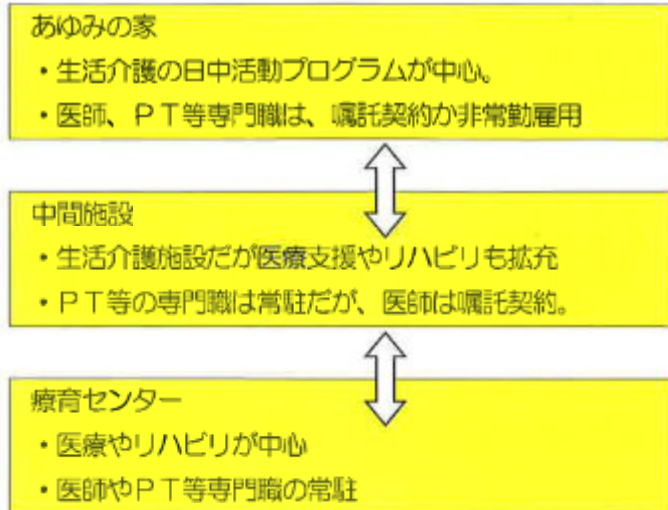 あゆみの家
・生活介護の日中活動プログラムが中心。
・医師、ＰＴ等専門職は、嘱託契約か非常勤雇用
中間施設
・生活介護施設だが医療支援やリハビリも拡充
・ＰＴ等の専門職は常駐だが、医師は嘱託契約。
療育センター
・医療やリハビリが中心
・医師やＰＴ等専門職の常駐